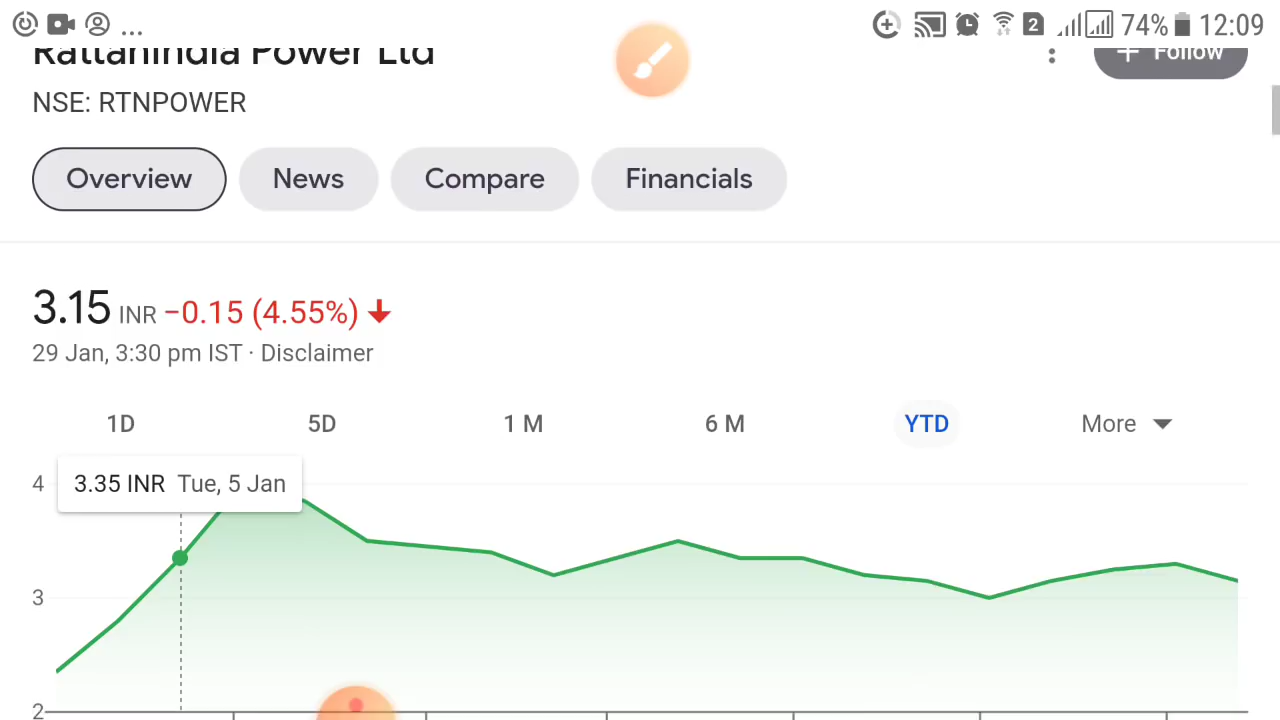 ... 2 74% 12:09
RattanIndia Power Ltd
+ Follow
NSE: RTNPOWER
Overview News Compare Financials
3.15 INR −0.15 (4.55%)
29 Jan, 3:30 pm IST · Disclaimer
1D 5D 1 M 6 M YTD More
3.35 INR Tue, 5 Jan
4
3
2